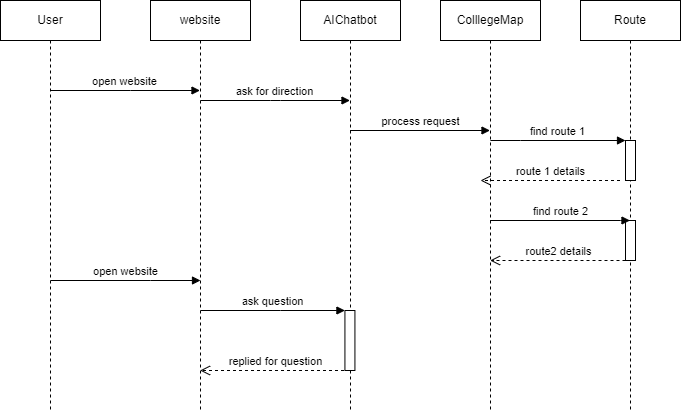 User
website
AIChatbot
ColllegeMap
Route
open website
ask for direction
process request
find route 1
route 1 details
find route 2
route2 details
open website
ask question
replied for question